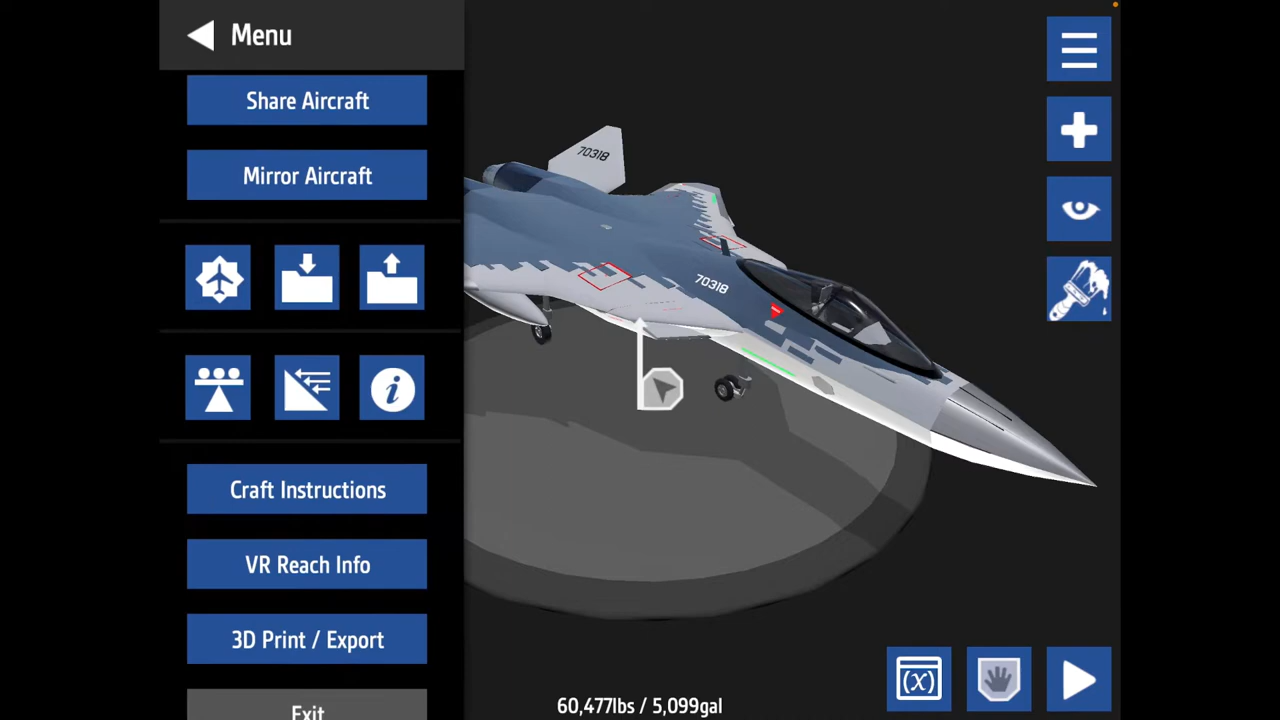 Menu
Share Aircraft
Mirror Aircraft
70318
70318
i
Craft Instructions
VR Reach Info
3D Print / Export
Exit
(x)
60,477lbs / 5,099gal